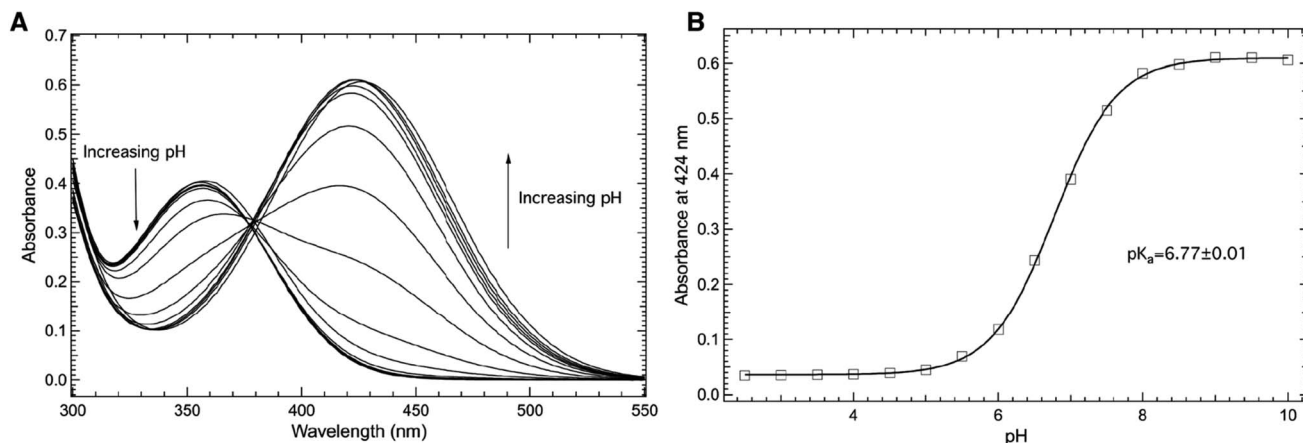 A
0.7
0.6
0.5
0.4
0.3
0.2
0.1
0.0
Absorbance
Increasing pH
Increasing pH
300
350
400
450
500
550
Wavelength (nm)
B
0.6
0.5
0.4
0.3
0.2
0.1
0.0
Absorbance at 424 nm
pKa=6.77±0.01
4
6
8
10
pH